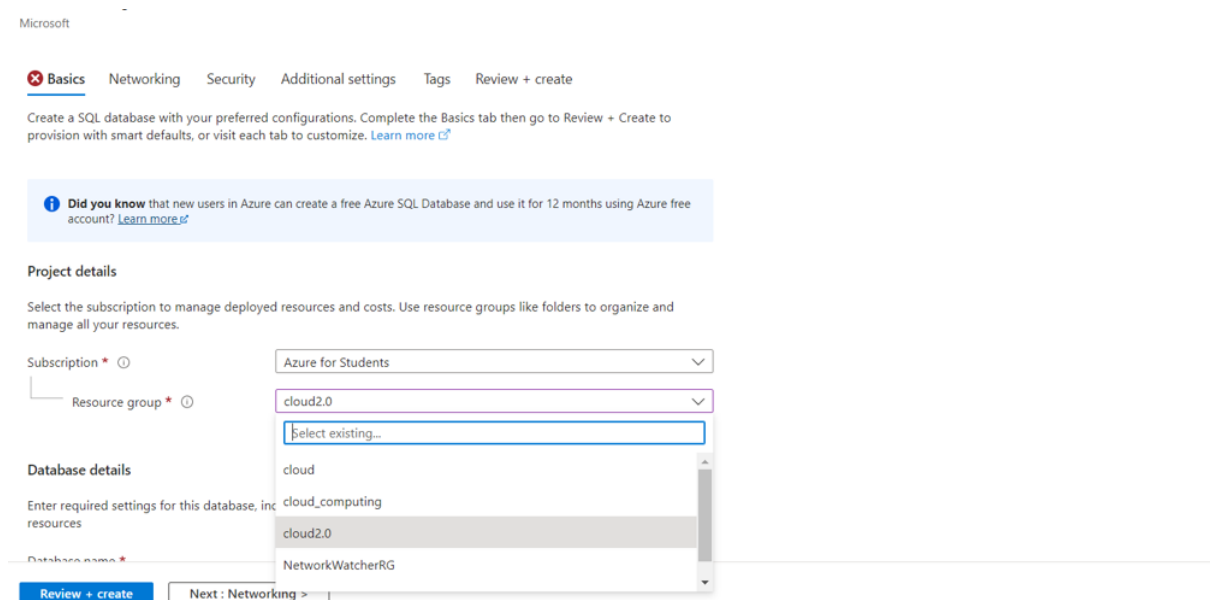 Microsoft
Basics Networking Security Additional settings Tags Review + create
Create a SQL database with your preferred configurations. Complete the Basics tab then go to Review + Create to
provision with smart defaults, or visit each tab to customize. Learn more
Did you know that new users in Azure can create a free Azure SQL Database and use it for 12 months using Azure free
account? Learn more
Project details
Select the subscription to manage deployed resources and costs. Use resource groups like folders to organize and
manage all your resources.
Subscription * Azure for Students
Resource group * cloud2.0
Select existing...
cloud
Database details
Enter required settings for this database, inc
cloud_computing
resources
cloud2.0
Database name *
NetworkWatcherRG
Review + create Next : Networking >